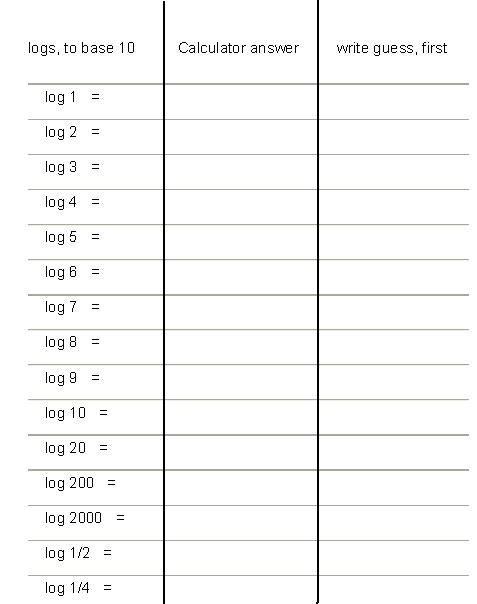 logs, to base 10 Calculator answer write guess, first
log 1 =
log 2 =
log 3 =
log 4 =
log 5 =
log 6 =
log 7 =
log 8 =
log 9 =
log 10 =
log 20 =
log 200 =
log 2000 =
log 1/2 =
log 1/4 =